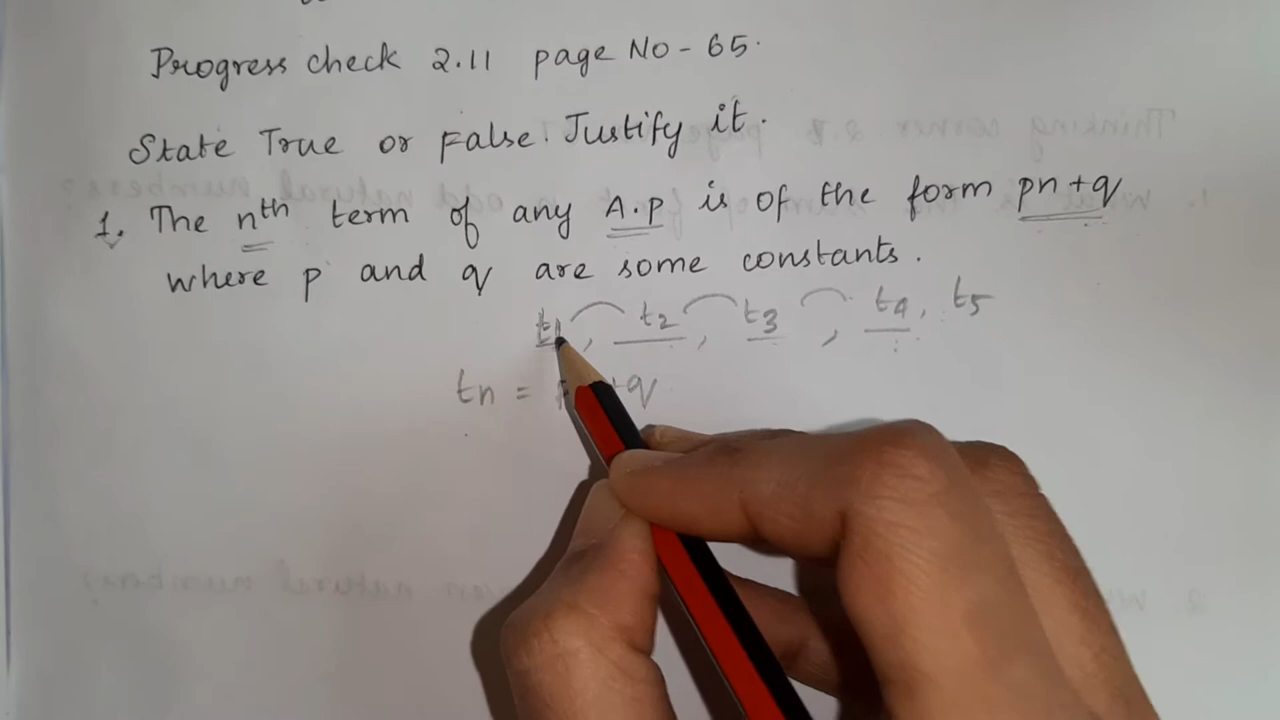 Progress check 2.11 page No - 65.
State True or False. Justify it.
1. The nth term of any A.P is of the form pn+q
where p and q are some constants.
t1, t2, t3, t4, t5
tn = +q